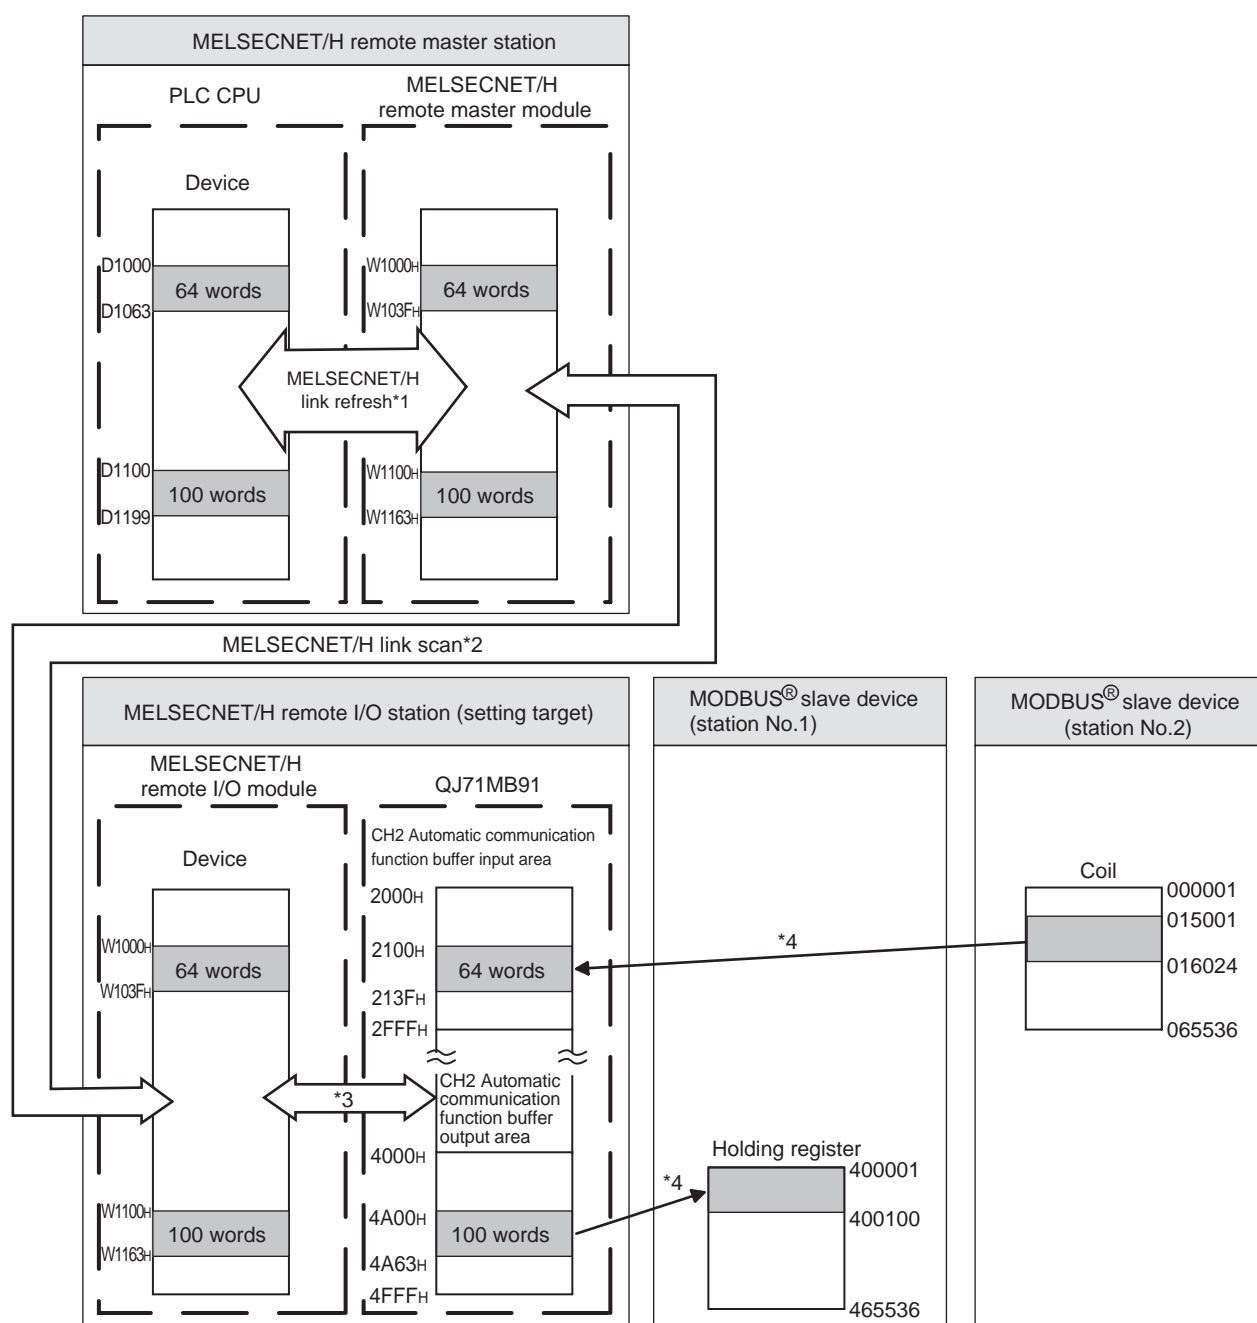 MELSECNET/H remote master station
PLC CPU
MELSECNET/H
remote master module
Device
D1000
64 words
D1063
W1000H
64 words
W103FH
MELSECNET/H
link refresh*1
D1100
100 words
D1199
W1100H
100 words
W1163H
MELSECNET/H link scan*2
MELSECNET/H remote I/O station (setting target)
MELSECNET/H
remote I/O module
Device
W1000H
64 words
W103FH
W1100H
100 words
W1163H
*3
QJ71MB91
CH2 Automatic communication
function buffer input area
2000H
2100H
64 words
213FH
2FFFH
CH2 Automatic
communication
function buffer
output area
4000H
4A00H
100 words
4A63H
4FFFH
MODBUS® slave device
(station No.1)
*4
*4
Holding register
400001
400100
465536
MODBUS® slave device
(station No.2)
Coil
000001
015001
016024
065536